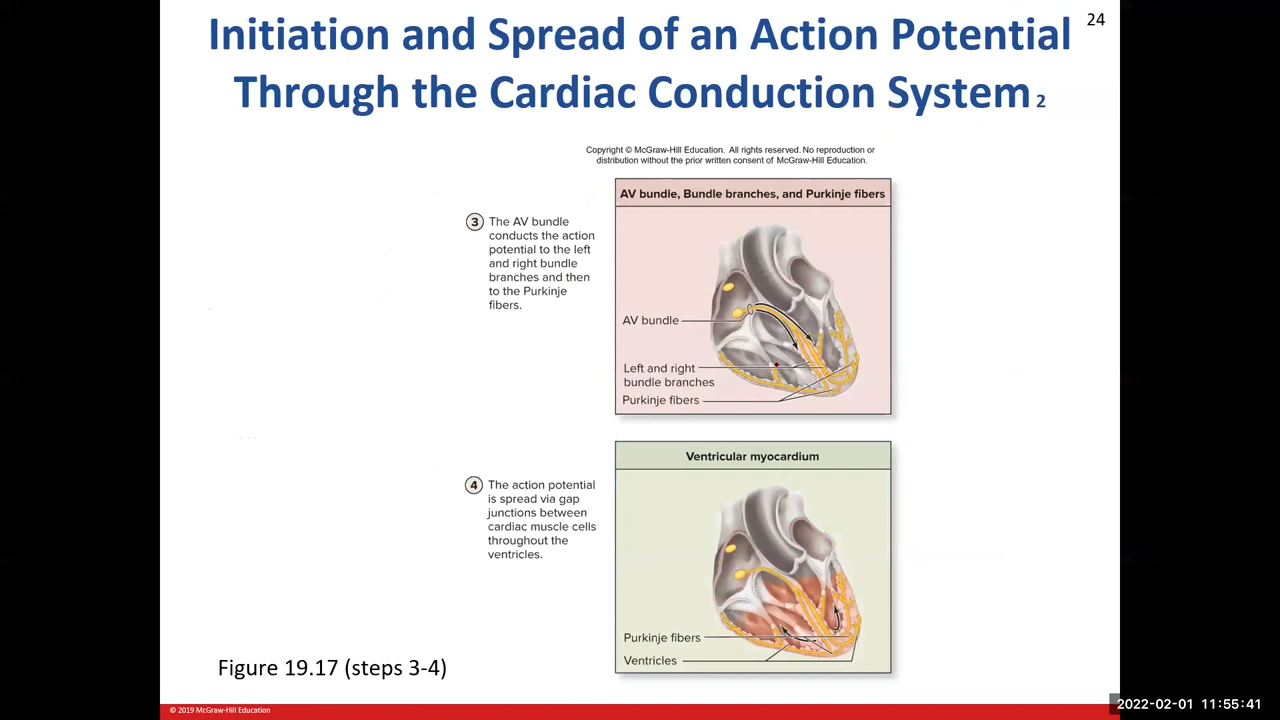 Initiation and Spread of an Action Potential
Through the Cardiac Conduction System 2
24
Copyright © McGraw-Hill Education. All rights reserved. No reproduction or
distribution without the prior written consent of McGraw-Hill Education.
3 The AV bundle
conducts the action
potential to the left
and right bundle
branches and then
to the Purkinje
fibers.
AV bundle, Bundle branches, and Purkinje fibers
AV bundle
Left and right
bundle branches
Purkinje fibers
4 The action potential
is spread via gap
junctions between
cardiac muscle cells
throughout the
ventricles.
Ventricular myocardium
Purkinje fibers
Ventricles
Figure 19.17 (steps 3-4)
© 2019 McGraw-Hill Education
2022-02-01 11:55:41